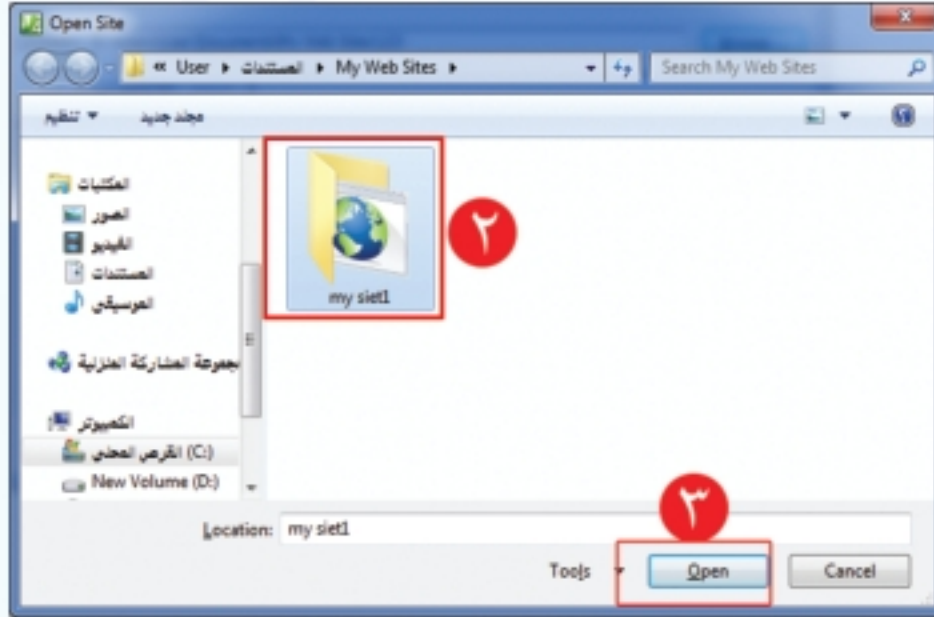 Open Site
« User ▸ المستندات ▸ My Web Sites ▸
Search My Web Sites
تنظيم ▾ مجلد جديد
المكتبات
الصور
الفيديو
المستندات
الموسيقى
مجموعة المشاركة المنزلية
الكمبيوتر
القرص المحلي (C:)
New Volume (D:)
my siet1
٢
Location: my siet1
٣
Tools ▾ Open Cancel